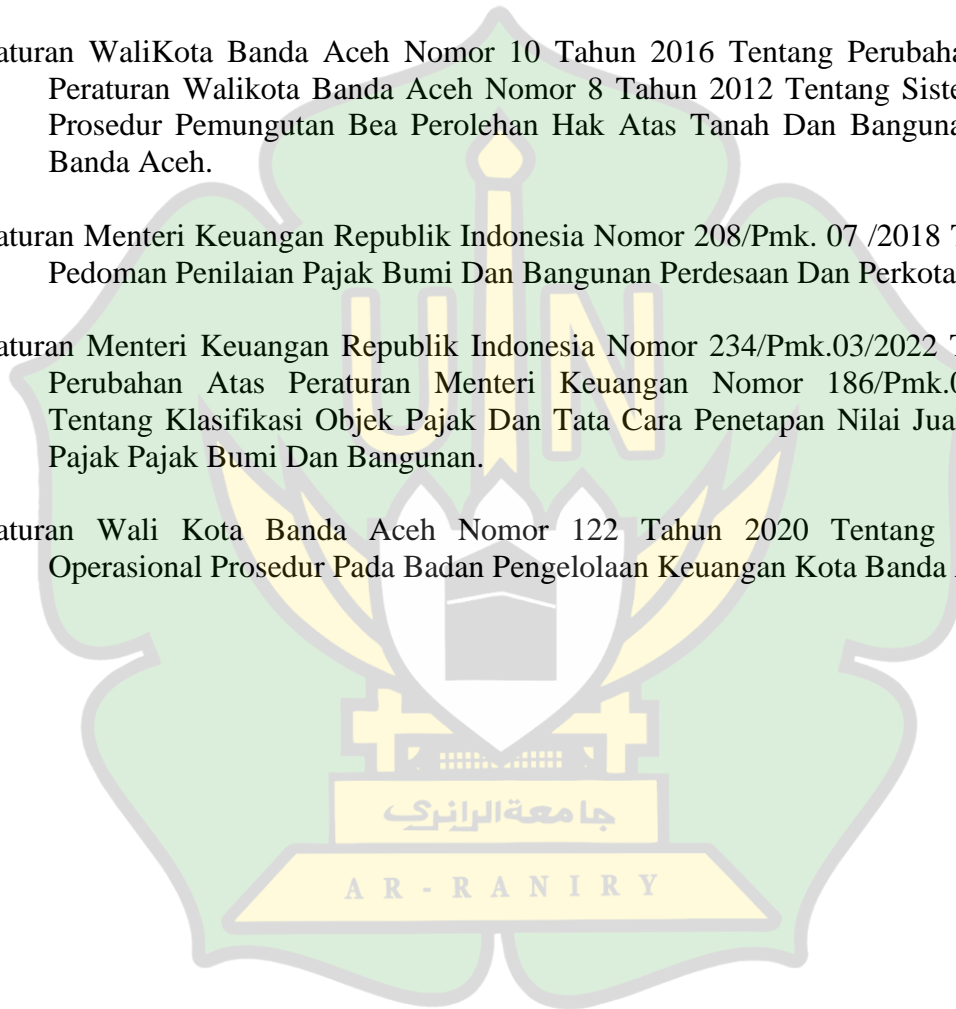 aturan WaliKota Banda Aceh Nomor 10 Tahun 2016 Tentang Perubaha
Peraturan Walikota Banda Aceh Nomor 8 Tahun 2012 Tentang Siste
Prosedur Pemungutan Bea Perolehan Hak Atas Tanah Dan Banguna
Banda Aceh.
aturan Menteri Keuangan Republik Indonesia Nomor 208/Pmk. 07 /2018 T
Pedoman Penilaian Pajak Bumi Dan Bangunan Perdesaan Dan Perkota
aturan Menteri Keuangan Republik Indonesia Nomor 234/Pmk.03/2022 T
Perubahan Atas Peraturan Menteri Keuangan Nomor 186/Pmk.0
Tentang Klasifikasi Objek Pajak Dan Tata Cara Penetapan Nilai Jua
Pajak Pajak Bumi Dan Bangunan.
aturan Wali Kota Banda Aceh Nomor 122 Tahun 2020 Tentang
Operasional Prosedur Pada Badan Pengelolaan Keuangan Kota Banda
UIN
جامعة الرانري
AR-RANIRY